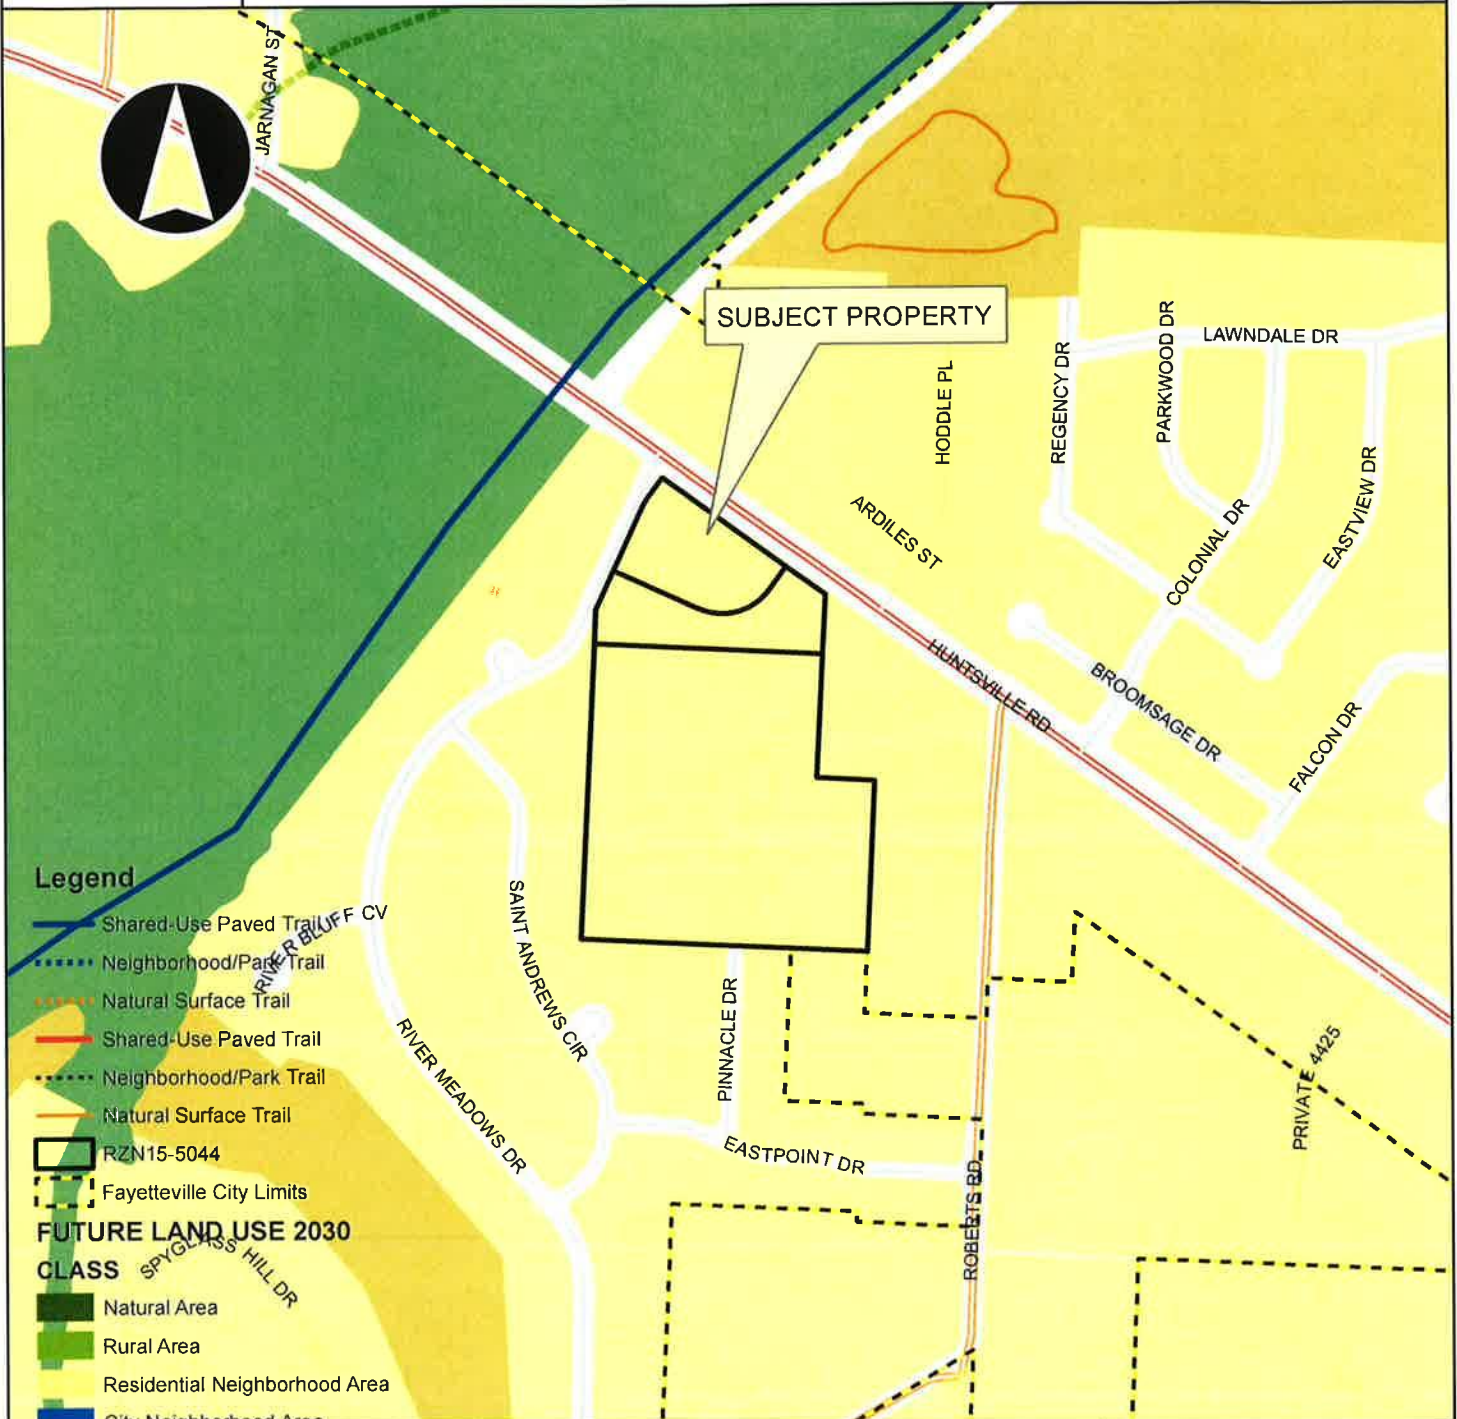 JARNAGAN ST
SUBJECT PROPERTY
HODDLE PL
REGENCY DR
PARKWOOD DR
LAWNDALE DR
ARDILES ST
COLONIAL DR
EASTVIEW DR
HUNTSVILLE RD
BROOMSAGE DR
FALCON DR
SAINT ANDREWS CIR
RIVER BLUFF CV
RIVER MEADOWS DR
PINNACLE DR
EASTPOINT DR
ROBERTS RD
PRIVATE 4425
SPYGLASS HILL DR
Legend
Shared-Use Paved Trail
Neighborhood/Park Trail
Natural Surface Trail
Shared-Use Paved Trail
Neighborhood/Park Trail
Natural Surface Trail
RZN15-5044
Fayetteville City Limits
FUTURE LAND USE 2030
CLASS
Natural Area
Rural Area
Residential Neighborhood Area
City Neighborhood Area